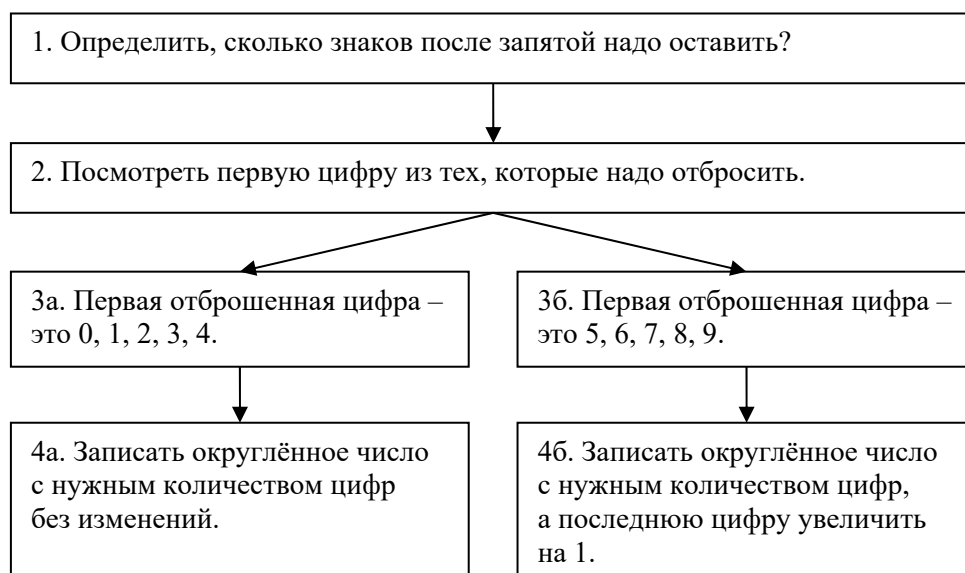 1. Определить, сколько знаков после запятой надо оставить?
2. Посмотреть первую цифру из тех, которые надо отбросить.
3а. Первая отброшенная цифра –
это 0, 1, 2, 3, 4.
3б. Первая отброшенная цифра –
это 5, 6, 7, 8, 9.
4а. Записать округлённое число
с нужным количеством цифр
без изменений.
4б. Записать округлённое число
с нужным количеством цифр,
а последнюю цифру увеличить
на 1.